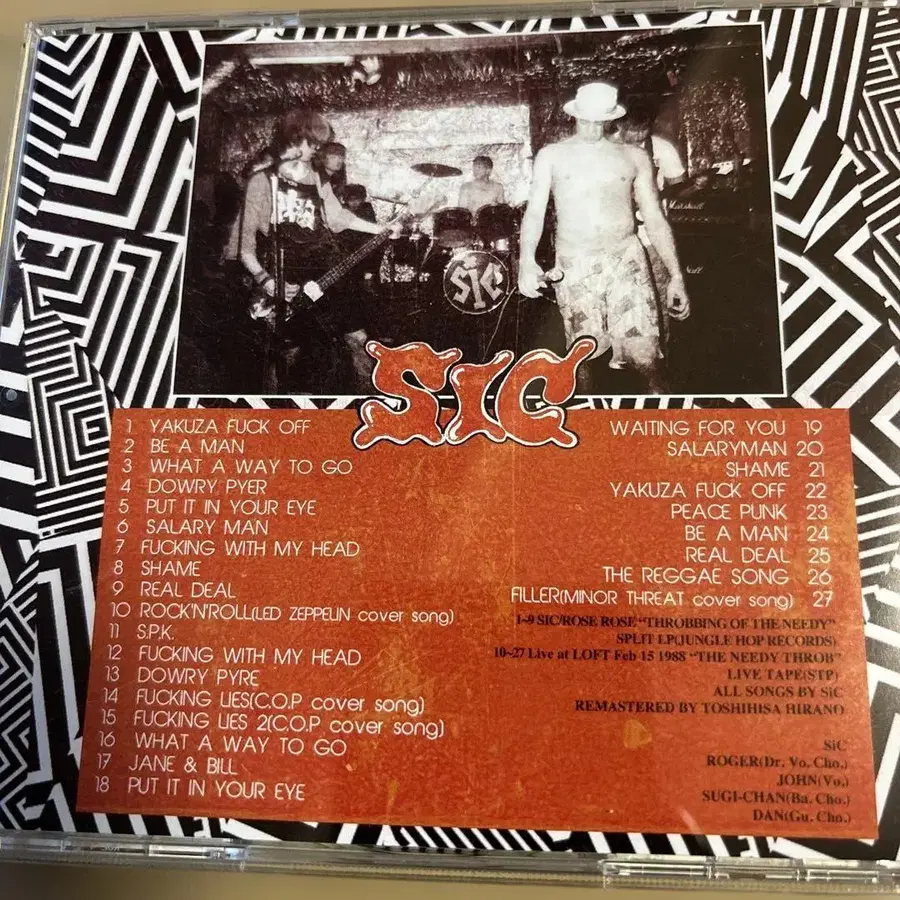 Marshall
SiC
SIC
1 YAKUZA FUCK OFF
2 BE A MAN
3 WHAT A WAY TO GO
4 DOWRY PYER
5 PUT IT IN YOUR EYE
6 SALARY MAN
7 FUCKING WITH MY HEAD
8 SHAME
9 REAL DEAL
10 ROCK'N'ROLL(LED ZEPPELIN cover song)
11 S.P.K.
12 FUCKING WITH MY HEAD
13 DOWRY PYRE
14 FUCKING LIES(C.O.P cover song)
15 FUCKING LIES 2(C.O.P cover song)
16 WHAT A WAY TO GO
17 JANE & BILL
18 PUT IT IN YOUR EYE
WAITING FOR YOU 19
SALARYMAN 20
SHAME 21
YAKUZA FUCK OFF 22
PEACE PUNK 23
BE A MAN 24
REAL DEAL 25
THE REGGAE SONG 26
FILLER(MINOR THREAT cover song) 27
1~9 SIC/ROSE ROSE "THROBBING OF THE NEEDY"
SPLIT LP(JUNGLE HOP RECORDS)
10~27 Live at LOFT Feb 15 1988 "THE NEEDY THROB"
LIVE TAPE(STP)
ALL SONGS BY SiC
REMASTERED BY TOSHIHISA HIRANO
SiC
ROGER(Dr. Vo. Cho.)
JOHN(Vo.)
SUGI-CHAN(Ba. Cho.)
DAN(Gu. Cho.)